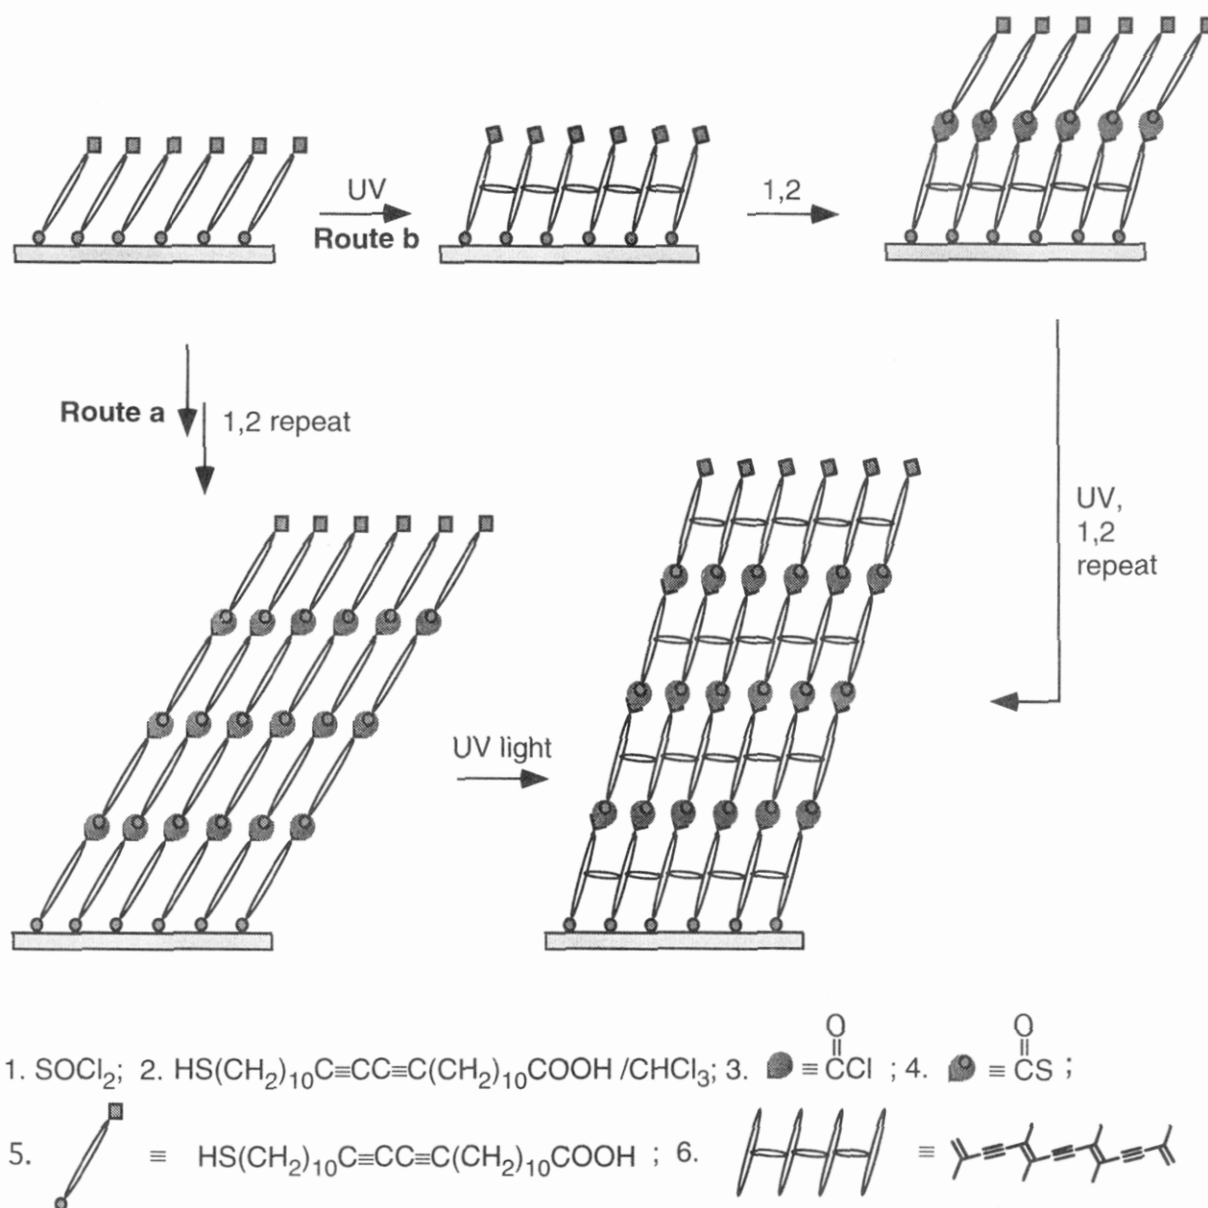 UV
Route b
1,2
Route a
1,2 repeat
UV,
1,2
repeat
UV light
1. SOCl₂; 2. HS(CH₂)₁₀C≡CC≡C(CH₂)₁₀COOH /CHCl₃; 3. ≡ O=CCl ; 4. ≡ O=CS ;
5. ≡ HS(CH₂)₁₀C≡CC≡C(CH₂)₁₀COOH ; 6. ≡